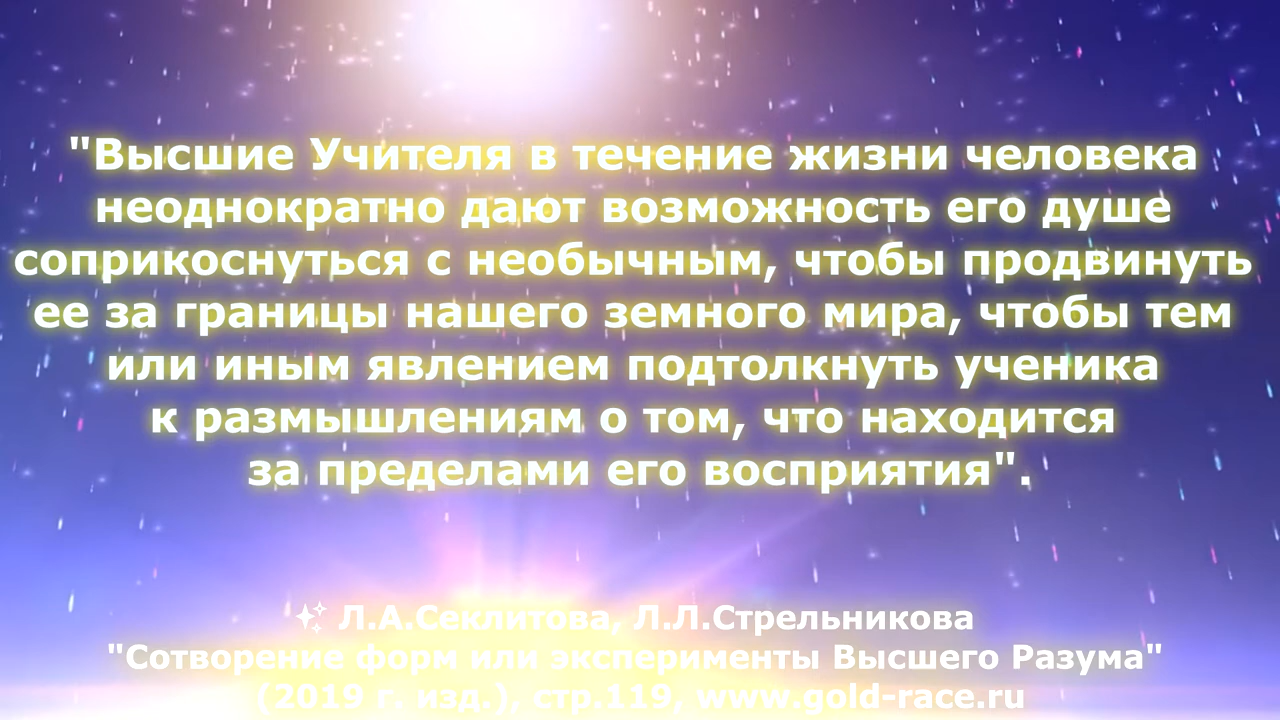 "Высшие Учителя в течение жизни человека
неоднократно дают возможность его душе
соприкоснуться с необычным, чтобы продвинуть
ее за границы нашего земного мира, чтобы тем
или иным явлением подтолкнуть ученика
к размышлениям о том, что находится
за пределами его восприятия".
✨ Л.А.Секлитова, Л.Л.Стрельникова
"Сотворение форм или эксперименты Высшего Разума"
(2019 г. изд.), стр.119, www.gold-race.ru